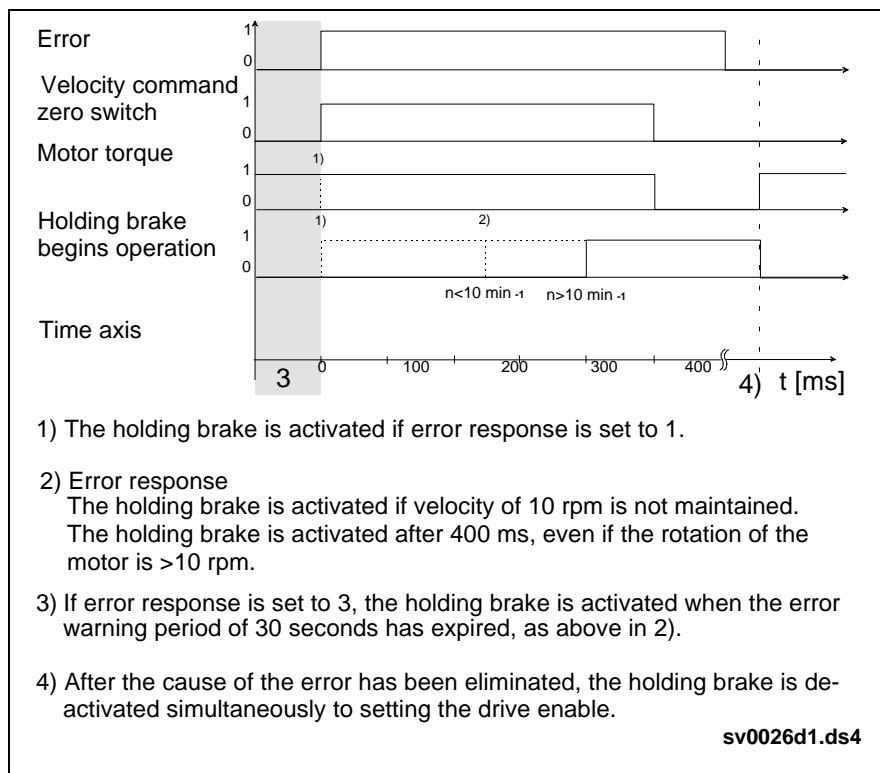 Error
1
0
Velocity command
zero switch
1
0
Motor torque
1)
1
0
Holding brake
begins operation
1)
2)
1
0
n<10 min -1
n>10 min -1
Time axis
3
0
100
200
300
400
4)
t [ms]
1) The holding brake is activated if error response is set to 1.
2) Error response
The holding brake is activated if velocity of 10 rpm is not maintained.
The holding brake is activated after 400 ms, even if the rotation of the
motor is >10 rpm.
3) If error response is set to 3, the holding brake is activated when the error
warning period of 30 seconds has expired, as above in 2).
4) After the cause of the error has been eliminated, the holding brake is de-
activated simultaneously to setting the drive enable.
sv0026d1.ds4